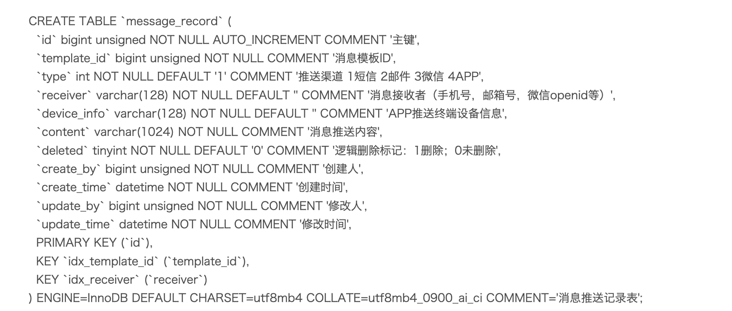 CREATE TABLE `message_record` (
`id` bigint unsigned NOT NULL AUTO_INCREMENT COMMENT '主键',
`template_id` bigint unsigned NOT NULL COMMENT '消息模板ID',
`type` int NOT NULL DEFAULT '1' COMMENT '推送渠道 1短信 2邮件 3微信 4APP',
`receiver` varchar(128) NOT NULL DEFAULT '' COMMENT '消息接收者（手机号，邮箱号，微信openid等）',
`device_info` varchar(128) NOT NULL DEFAULT '' COMMENT 'APP推送终端设备信息',
`content` varchar(1024) NOT NULL COMMENT '消息推送内容',
`deleted` tinyint NOT NULL DEFAULT '0' COMMENT '逻辑删除标记：1删除；0未删除',
`create_by` bigint unsigned NOT NULL COMMENT '创建人',
`create_time` datetime NOT NULL COMMENT '创建时间',
`update_by` bigint unsigned NOT NULL COMMENT '修改人',
`update_time` datetime NOT NULL COMMENT '修改时间',
PRIMARY KEY (`id`),
KEY `idx_template_id` (`template_id`),
KEY `idx_receiver` (`receiver`)
) ENGINE=InnoDB DEFAULT CHARSET=utf8mb4 COLLATE=utf8mb4_0900_ai_ci COMMENT='消息推送记录表';